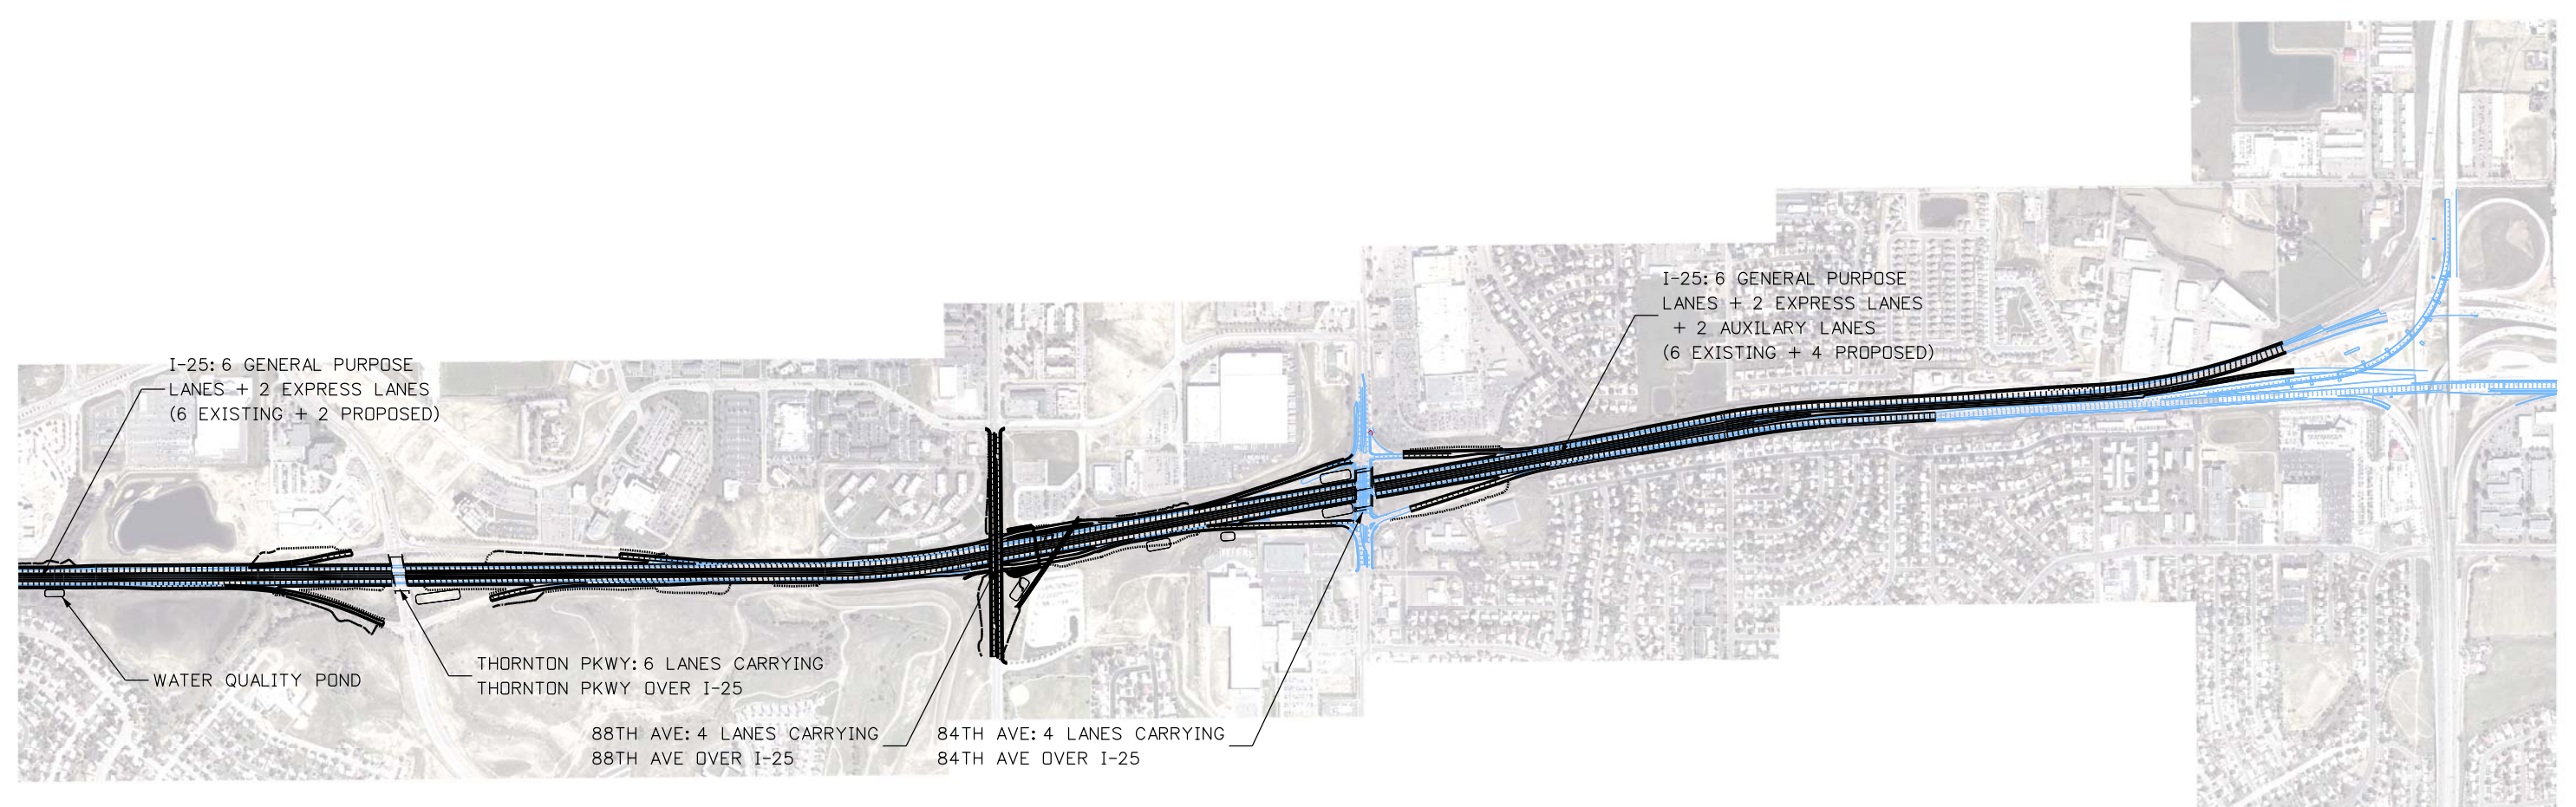 I-25: 6 GENERAL PURPOSE
LANES + 2 EXPRESS LANES
(6 EXISTING + 2 PROPOSED)
WATER QUALITY POND
THORNTON PKWY: 6 LANES CARRYING
THORNTON PKWY OVER I-25
88TH AVE: 4 LANES CARRYING
88TH AVE OVER I-25
84TH AVE: 4 LANES CARRYING
84TH AVE OVER I-25
I-25: 6 GENERAL PURPOSE
LANES + 2 EXPRESS LANES
+ 2 AUXILARY LANES
(6 EXISTING + 4 PROPOSED)